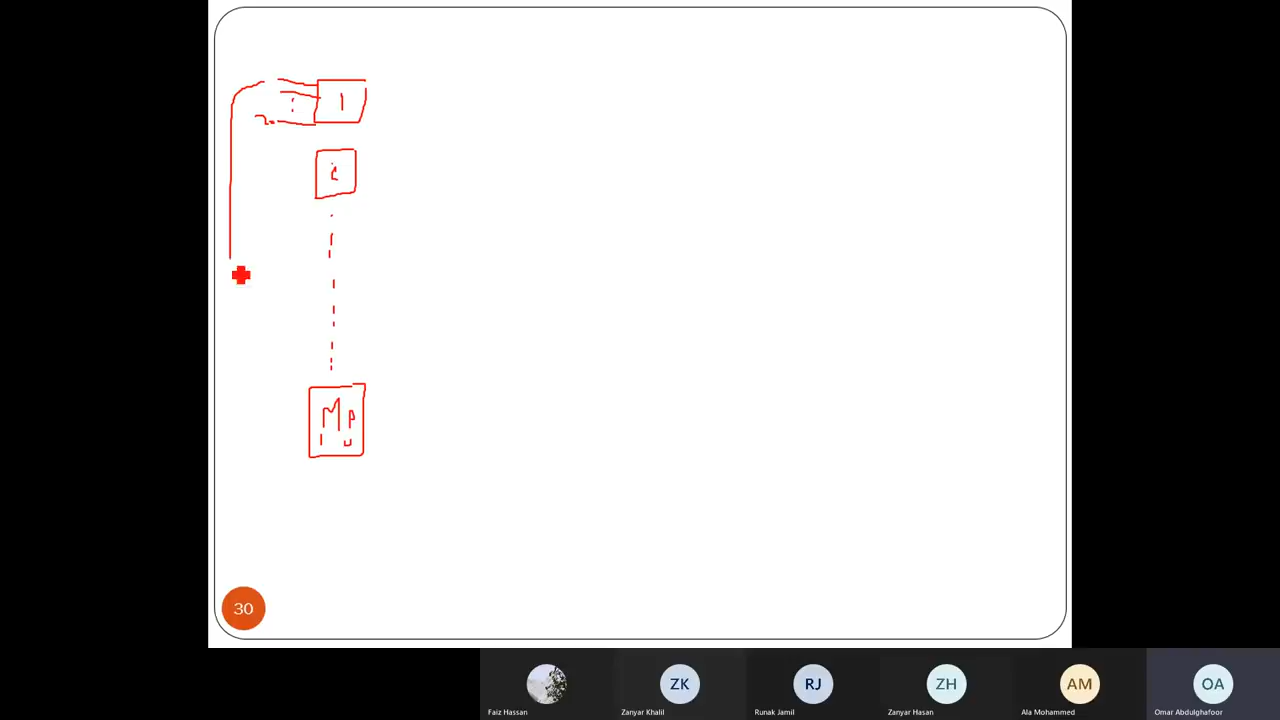 1
30
ZK
RJ
ZH
AM
OA
Faiz Hassan
Zanyar Khalil
Runak Jamil
Zanyar Hasan
Ala Mohammed
Omar Abdulghafoor